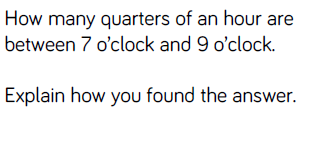 How many quarters of an hour are
between 7 o’clock and 9 o’clock.
Explain how you found the answer.